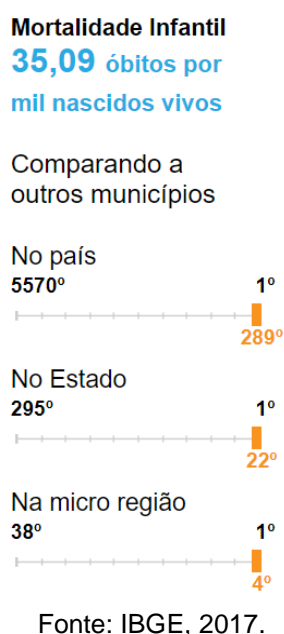 Mortalidade Infantil
35,09 óbitos por
mil nascidos vivos
Comparando a
outros municípios
No país
5570º 1º
289º
No Estado
295º 1º
22º
Na micro região
38º 1º
4º
Fonte: IBGE, 2017.